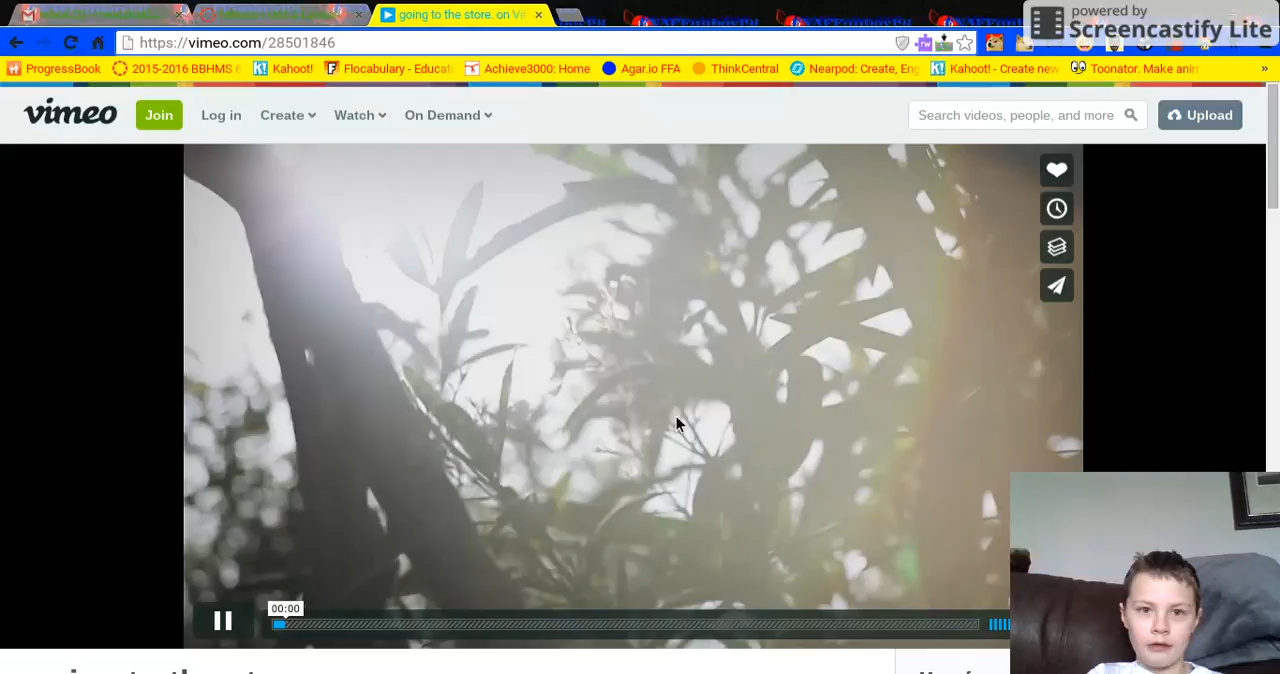 going to the store. on Vi
powered by
Screencastify Lite
https://vimeo.com/28501846
ProgressBook 2015-2016 BBHMS 6 Kahoot! Flocabulary - Educati Achieve3000: Home Agar.io FFA ThinkCentral Nearpod: Create, Eng Kahoot! - Create new Toonator. Make anim »
vimeo Join Log in Create Watch On Demand Search videos, people, and more Upload
00:00